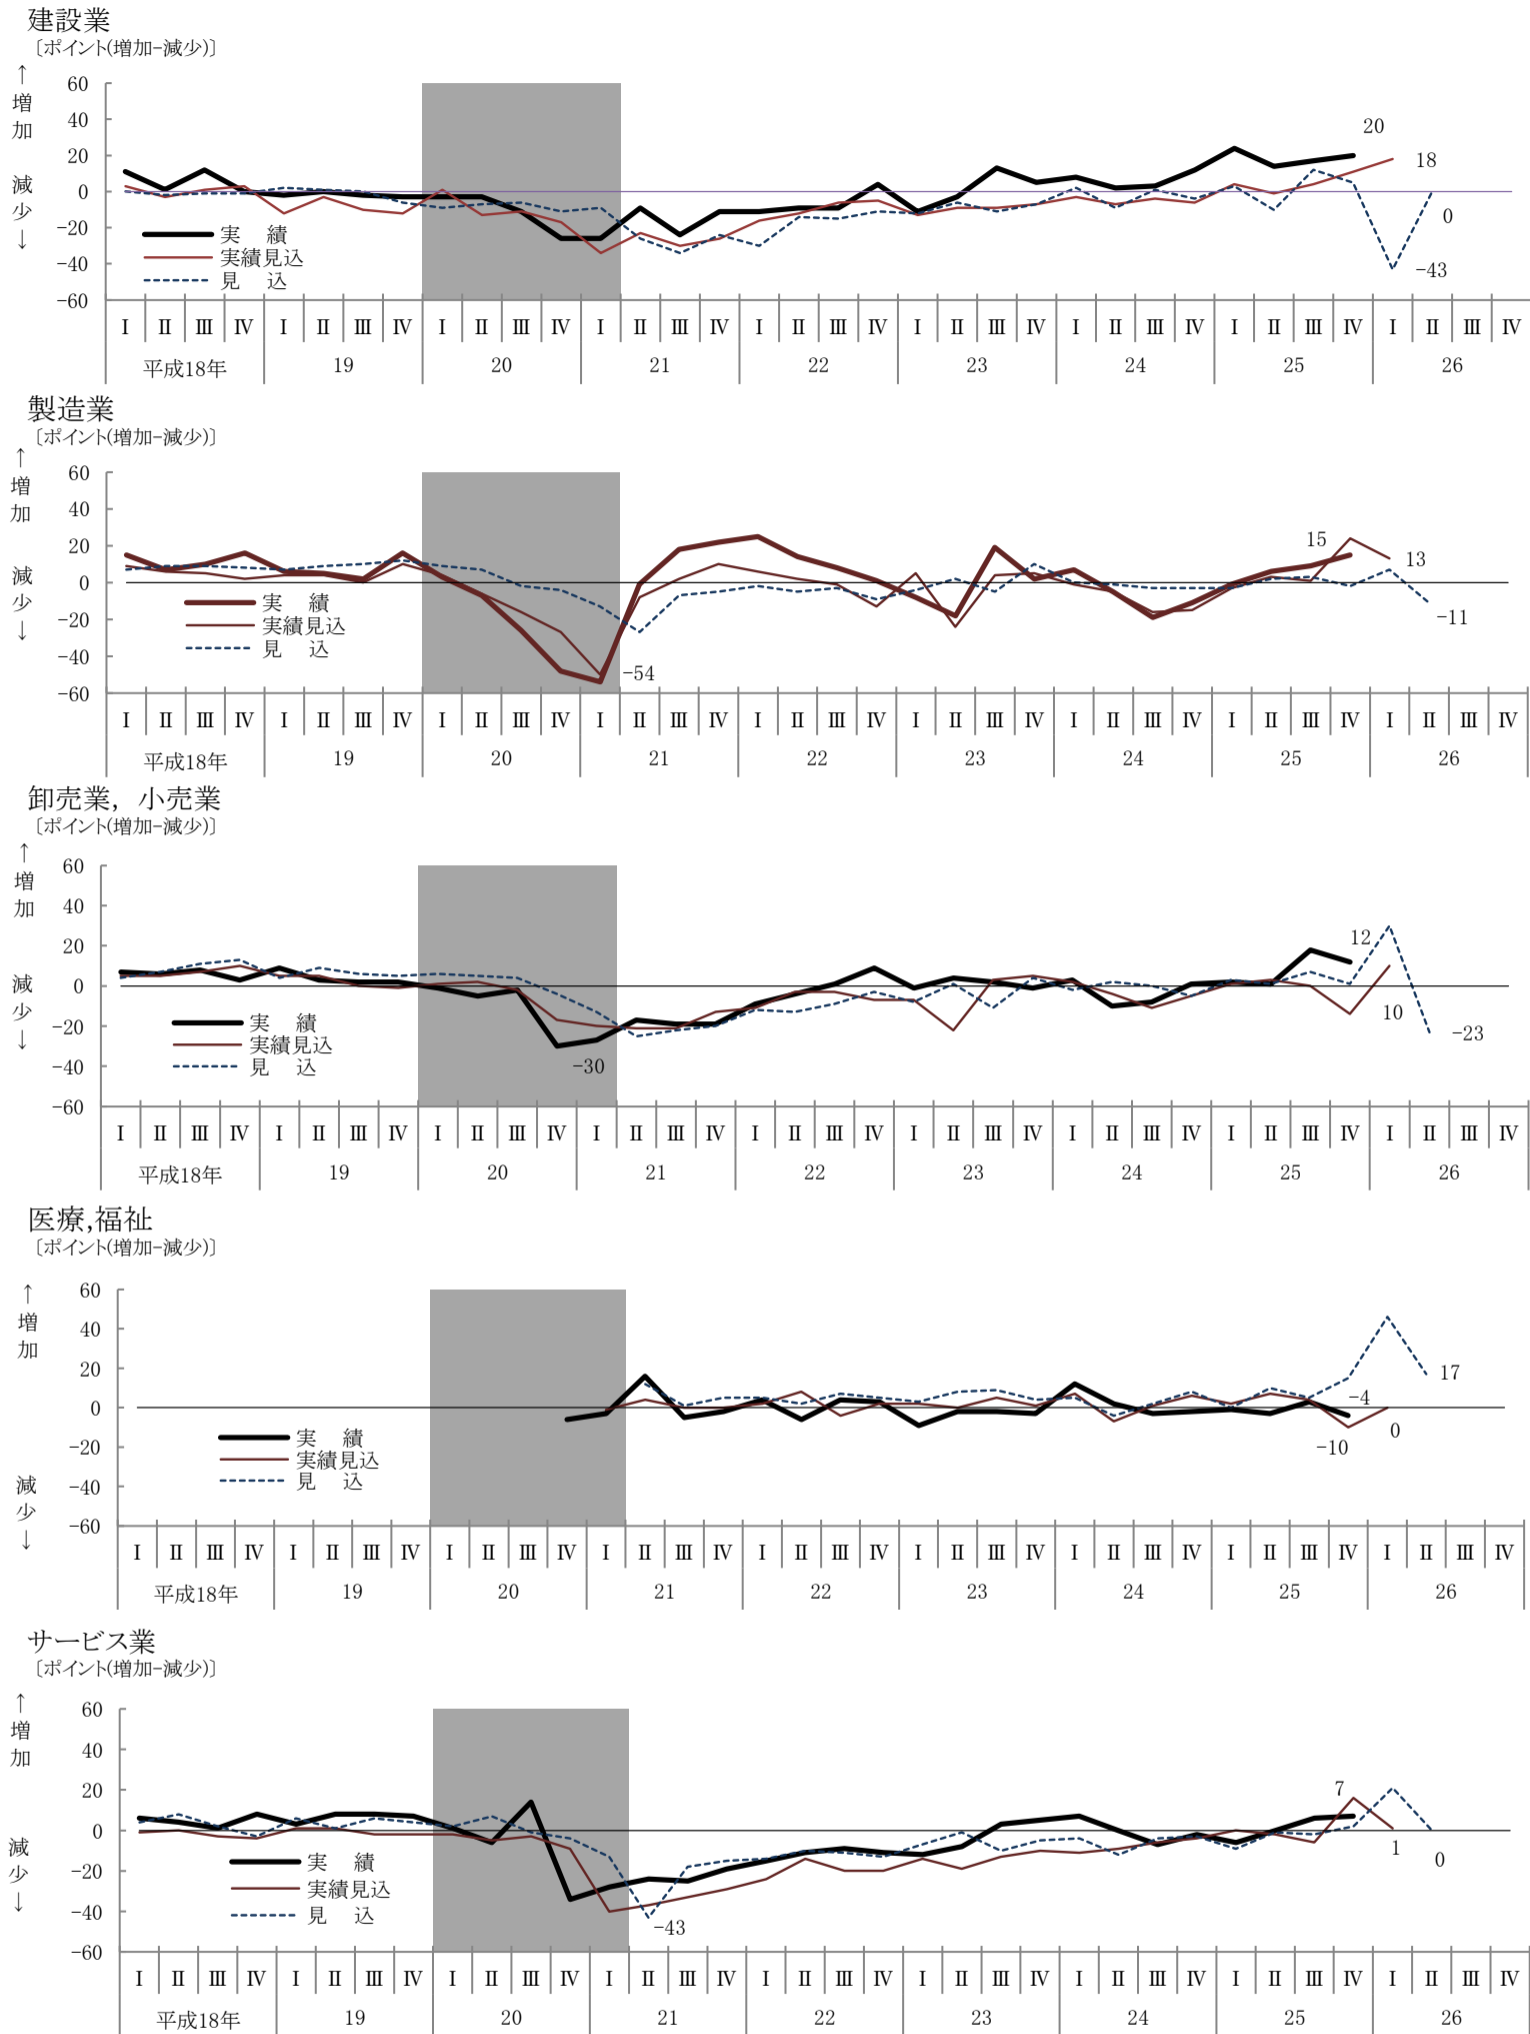 建設業
〔ポイント(増加-減少)〕
↑増加
減少↓
60
40
20
0
-20
-40
-60
20
18
0
-43
実 績
実績見込
見 込
Ⅰ Ⅱ Ⅲ Ⅳ Ⅰ Ⅱ Ⅲ Ⅳ Ⅰ Ⅱ Ⅲ Ⅳ Ⅰ Ⅱ Ⅲ Ⅳ Ⅰ Ⅱ Ⅲ Ⅳ Ⅰ Ⅱ Ⅲ Ⅳ Ⅰ Ⅱ Ⅲ Ⅳ Ⅰ Ⅱ Ⅲ Ⅳ Ⅰ Ⅱ Ⅲ Ⅳ
平成18年 19 20 21 22 23 24 25 26
製造業
〔ポイント(増加-減少)〕
↑増加
減少↓
60
40
20
0
-20
-40
-60
15
13
-11
-54
実 績
実績見込
見 込
Ⅰ Ⅱ Ⅲ Ⅳ Ⅰ Ⅱ Ⅲ Ⅳ Ⅰ Ⅱ Ⅲ Ⅳ Ⅰ Ⅱ Ⅲ Ⅳ Ⅰ Ⅱ Ⅲ Ⅳ Ⅰ Ⅱ Ⅲ Ⅳ Ⅰ Ⅱ Ⅲ Ⅳ Ⅰ Ⅱ Ⅲ Ⅳ Ⅰ Ⅱ Ⅲ Ⅳ
平成18年 19 20 21 22 23 24 25 26
卸売業，小売業
〔ポイント(増加-減少)〕
↑増加
減少↓
60
40
20
0
-20
-40
-60
12
10
-23
-30
実 績
実績見込
見 込
Ⅰ Ⅱ Ⅲ Ⅳ Ⅰ Ⅱ Ⅲ Ⅳ Ⅰ Ⅱ Ⅲ Ⅳ Ⅰ Ⅱ Ⅲ Ⅳ Ⅰ Ⅱ Ⅲ Ⅳ Ⅰ Ⅱ Ⅲ Ⅳ Ⅰ Ⅱ Ⅲ Ⅳ Ⅰ Ⅱ Ⅲ Ⅳ Ⅰ Ⅱ Ⅲ Ⅳ
平成18年 19 20 21 22 23 24 25 26
医療,福祉
〔ポイント(増加-減少)〕
↑増加
減少↓
60
40
20
0
-20
-40
-60
17
-4
0
-10
実 績
実績見込
見 込
Ⅰ Ⅱ Ⅲ Ⅳ Ⅰ Ⅱ Ⅲ Ⅳ Ⅰ Ⅱ Ⅲ Ⅳ Ⅰ Ⅱ Ⅲ Ⅳ Ⅰ Ⅱ Ⅲ Ⅳ Ⅰ Ⅱ Ⅲ Ⅳ Ⅰ Ⅱ Ⅲ Ⅳ Ⅰ Ⅱ Ⅲ Ⅳ Ⅰ Ⅱ Ⅲ Ⅳ
平成18年 19 20 21 22 23 24 25 26
サービス業
〔ポイント(増加-減少)〕
↑増加
減少↓
60
40
20
0
-20
-40
-60
7
1
0
-43
実 績
実績見込
見 込
Ⅰ Ⅱ Ⅲ Ⅳ Ⅰ Ⅱ Ⅲ Ⅳ Ⅰ Ⅱ Ⅲ Ⅳ Ⅰ Ⅱ Ⅲ Ⅳ Ⅰ Ⅱ Ⅲ Ⅳ Ⅰ Ⅱ Ⅲ Ⅳ Ⅰ Ⅱ Ⅲ Ⅳ Ⅰ Ⅱ Ⅲ Ⅳ Ⅰ Ⅱ Ⅲ Ⅳ
平成18年 19 20 21 22 23 24 25 26